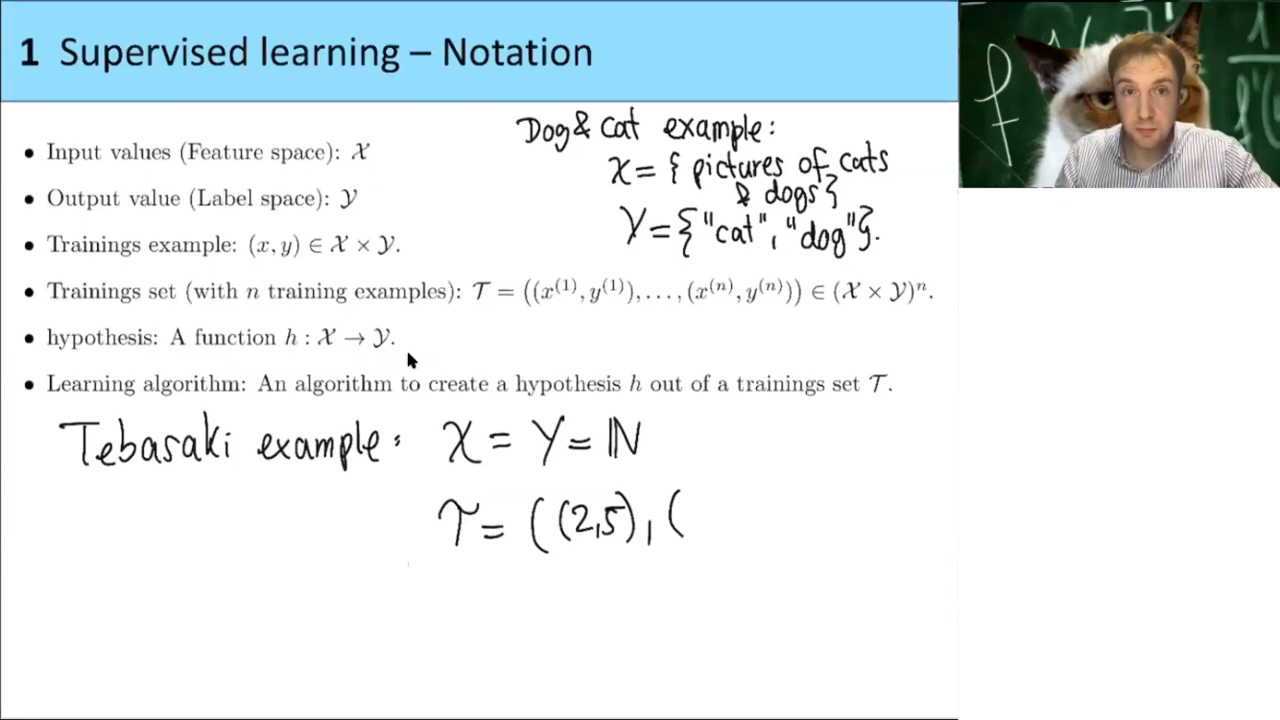 1 Supervised learning – Notation
Dog & Cat example:
𝒳 = { pictures of cats
& dogs}
𝒴 = {"cat", "dog"}.
• Input values (Feature space): 𝒳
• Output value (Label space): 𝒴
• Trainings example: (x, y) ∈ 𝒳 × 𝒴.
• Trainings set (with n training examples): 𝒯 = ((x⁽¹⁾, y⁽¹⁾), . . . , (x⁽ⁿ⁾, y⁽ⁿ⁾)) ∈ (𝒳 × 𝒴)ⁿ.
• hypothesis: A function h : 𝒳 → 𝒴.
• Learning algorithm: An algorithm to create a hypothesis h out of a trainings set 𝒯.
Tebasaki example: 𝒳 = 𝒴 = ℕ
𝒯 = ((2,5), (